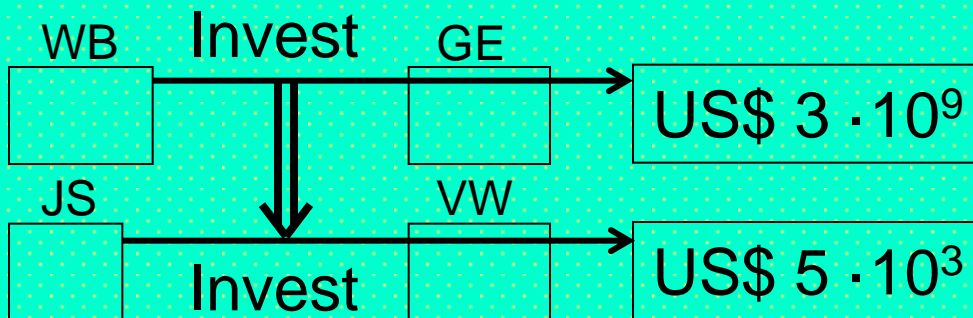 WB Invest GE
US$ 3 ·10⁹
JS VW
Invest US$ 5 ·10³